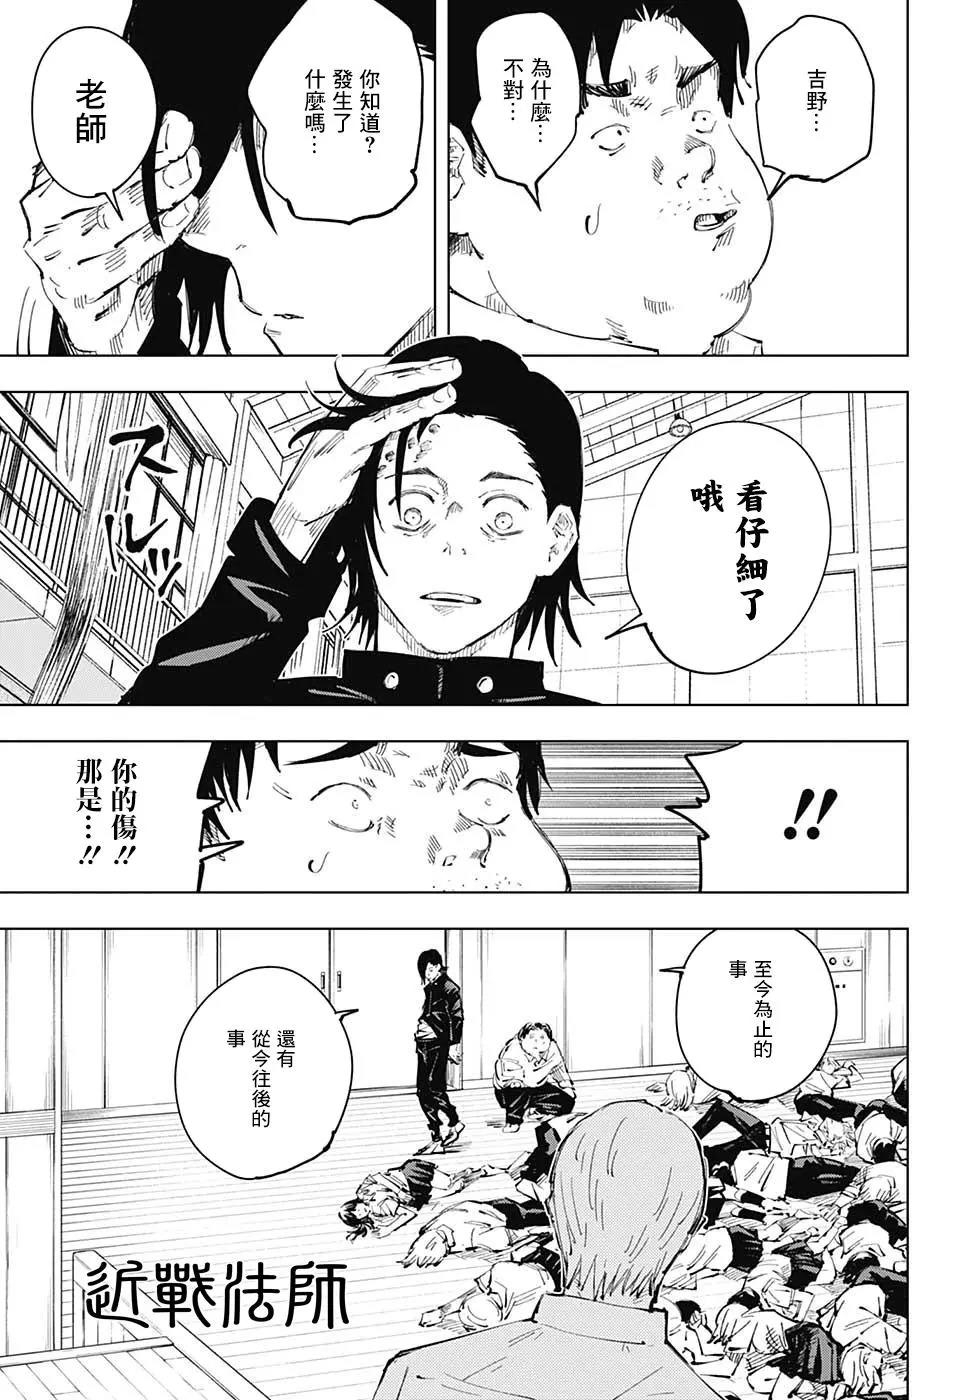 吉野…
為什麼…
不對…
你知道?
發生了
什麼嗎…
老師
看仔細了
哦
スールッ
!!
你的傷!!
那是…!!
至今為止的
事
還有
從今往後的
事
近戰法師